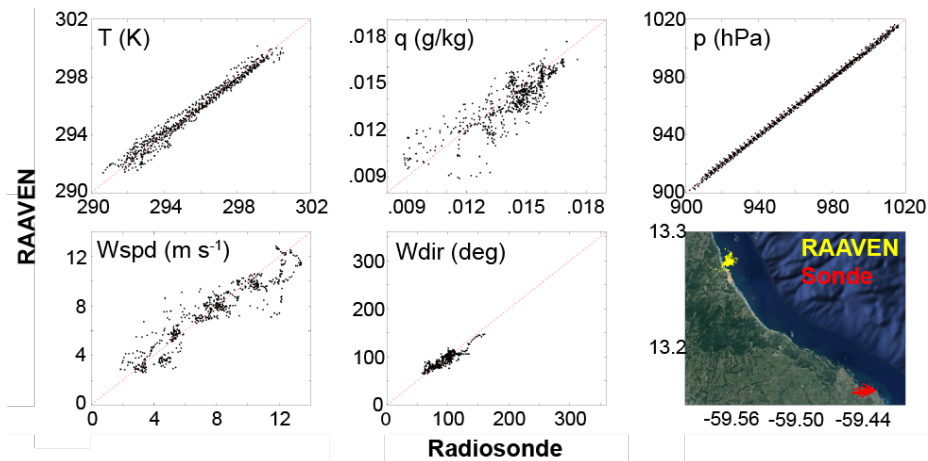 T (K)
302
298
294
290
290 294 298 302
q (g/kg)
.018
.015
.012
.009
.009 .012 .015 .018
p (hPa)
1020
980
940
900
900 940 980 1020
RAAVEN
Wspd (m s⁻¹)
12
8
4
0
0 4 8 12
Wdir (deg)
300
200
100
0
0 100 200 300
RAAVEN
Sonde
13.3
13.2
-59.56 -59.50 -59.44
Radiosonde